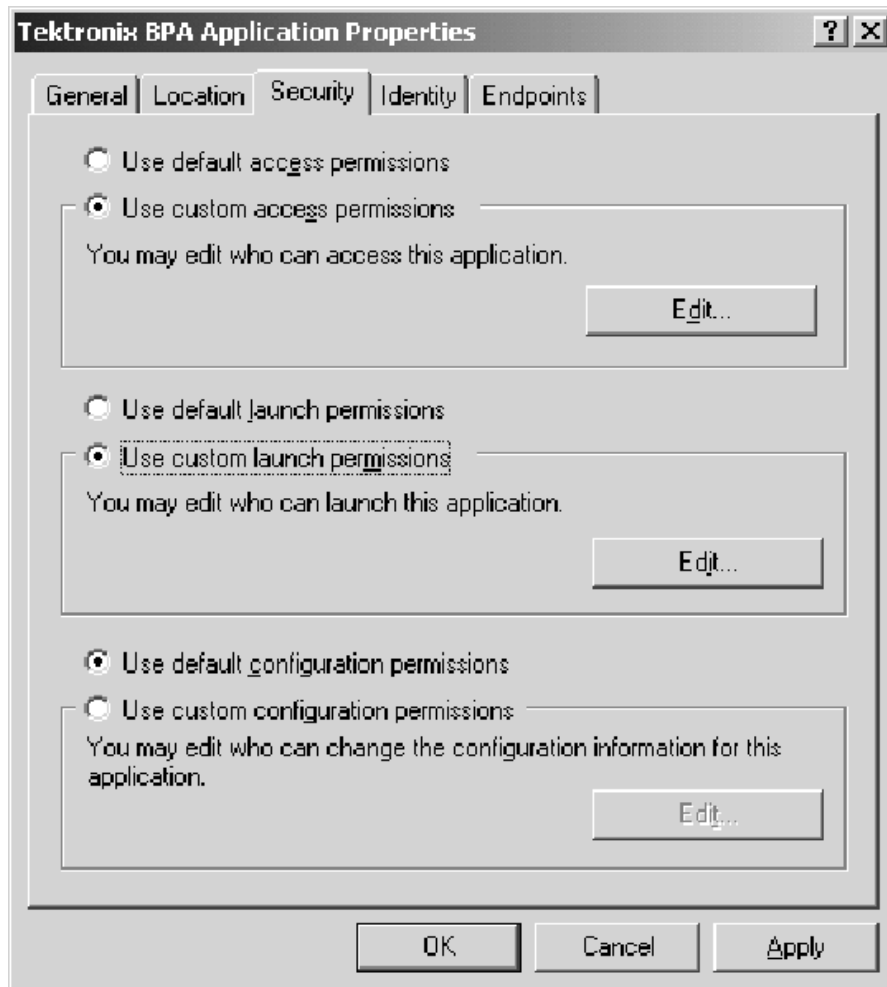 Tektronix BPA Application Properties
General Location Security Identity Endpoints
Use default access permissions
Use custom access permissions
You may edit who can access this application.
Edit...
Use default launch permissions
Use custom launch permissions
You may edit who can launch this application.
Edit...
Use default configuration permissions
Use custom configuration permissions
You may edit who can change the configuration information for this
application.
Edit...
OK Cancel Apply